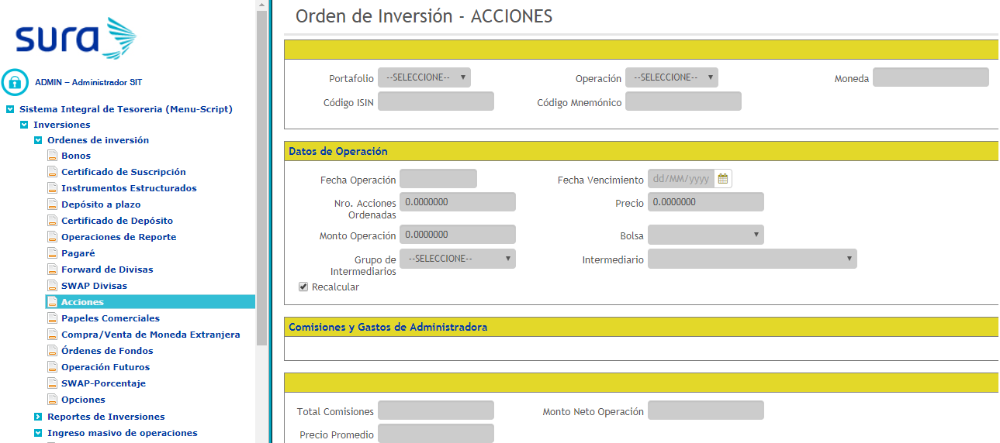 sura
ADMIN – Administrador SIT
Sistema Integral de Tesoreria (Menu-Script)
Inversiones
Ordenes de inversión
Bonos
Certificado de Suscripción
Instrumentos Estructurados
Depósito a plazo
Certificado de Depósito
Operaciones de Reporte
Pagaré
Forward de Divisas
SWAP Divisas
Acciones
Papeles Comerciales
Compra/Venta de Moneda Extranjera
Órdenes de Fondos
Operación Futuros
SWAP-Porcentaje
Opciones
Reportes de Inversiones
Ingreso masivo de operaciones
Orden de Inversión - ACCIONES
Portafolio --SELECCIONE-- Operación --SELECCIONE-- Moneda
Código ISIN Código Mnemónico
Datos de Operación
Fecha Operación Fecha Vencimiento dd/MM/yyyy
Nro. Acciones Ordenadas 0.0000000 Precio 0.0000000
Monto Operación 0.0000000 Bolsa
Grupo de Intermediarios --SELECCIONE-- Intermediario
Recalcular
Comisiones y Gastos de Administradora
Total Comisiones Monto Neto Operación
Precio Promedio